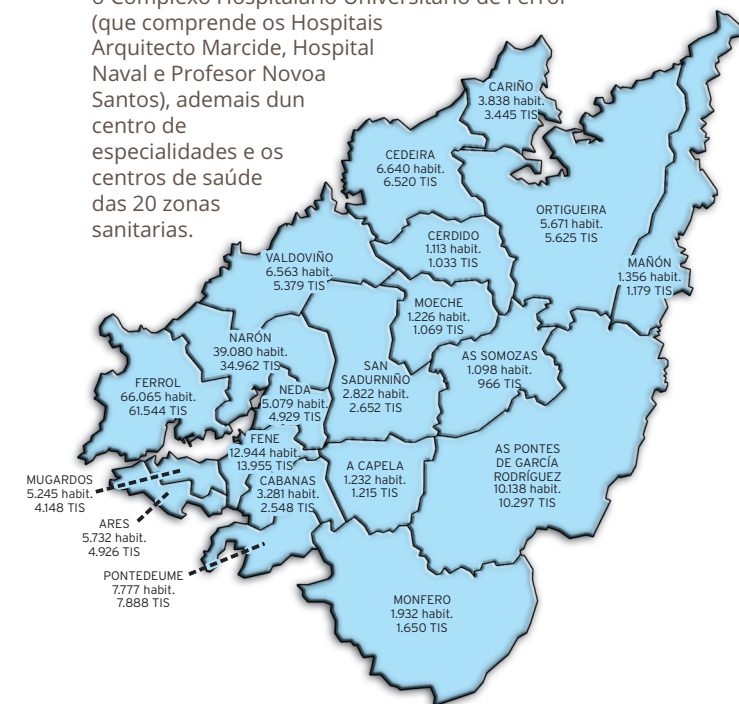 o Complexo Hospitalario Universitario de Ferrol
(que comprende os Hospitais
Arquitecto Marcide, Hospital
Naval e Profesor Novoa
Santos), ademais dun
centro de
especialidades e os
centros de saúde
das 20 zonas
sanitarias.
CARIÑO
3.838 habit.
3.445 TIS
CEDEIRA
6.640 habit.
6.520 TIS
ORTIGUEIRA
5.671 habit.
5.625 TIS
CERDIDO
1.113 habit.
1.033 TIS
VALDOVIÑO
6.563 habit.
5.379 TIS
MAÑÓN
1.356 habit.
1.179 TIS
MOECHE
1.226 habit.
1.069 TIS
NARÓN
39.080 habit.
34.962 TIS
AS SOMOZAS
1.098 habit.
966 TIS
SAN
SADURNIÑO
2.822 habit.
2.652 TIS
FERROL
66.065 habit.
61.544 TIS
NEDA
5.079 habit.
4.929 TIS
FENE
12.944 habit.
13.955 TIS
AS PONTES
DE GARCÍA
RODRÍGUEZ
10.138 habit.
10.297 TIS
A CAPELA
1.232 habit.
1.215 TIS
CABANAS
3.281 habit.
2.548 TIS
MUGARDOS
5.245 habit.
4.148 TIS
ARES
5.732 habit.
4.926 TIS
PONTEDEUME
7.777 habit.
7.888 TIS
MONFERO
1.932 habit.
1.650 TIS